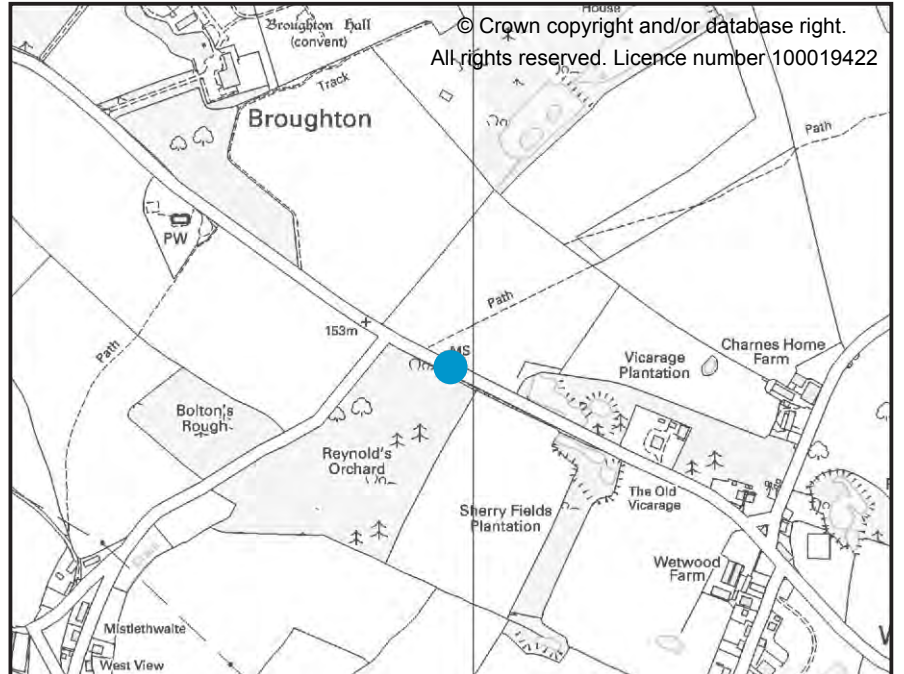 House
© Crown copyright and/or database right.
All rights reserved. Licence number 100019422
Broughton Hall
(convent)
Track
Broughton
Path
PW
Path
153m
MS
Path
Vicarage
Plantation
Charnes Home
Farm
Bolton's
Rough
Reynold's
Orchard
The Old
Vicarage
Sherry Fields
Plantation
Wetwood
Farm
Mistlethwaite
West View